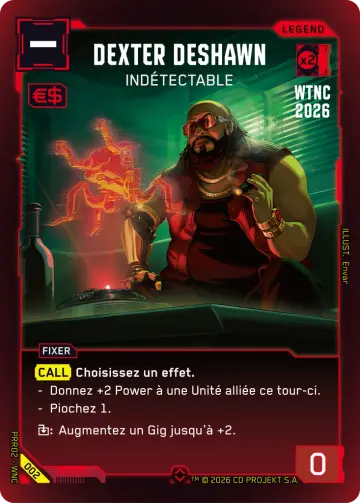 LEGEND
DEXTER DESHAWN
INDÉTECTABLE
x2
€$
WTNC
2026
ILLUST. Envar
FIXER
CALL Choisissez un effet.
- Donnez +2 Power à une Unité alliée ce tour-ci.
- Piochez 1.
: Augmentez un Gig jusqu'à +2.
PRR02 WNC
002
0
™ © 2026 CD PROJEKT S.A.